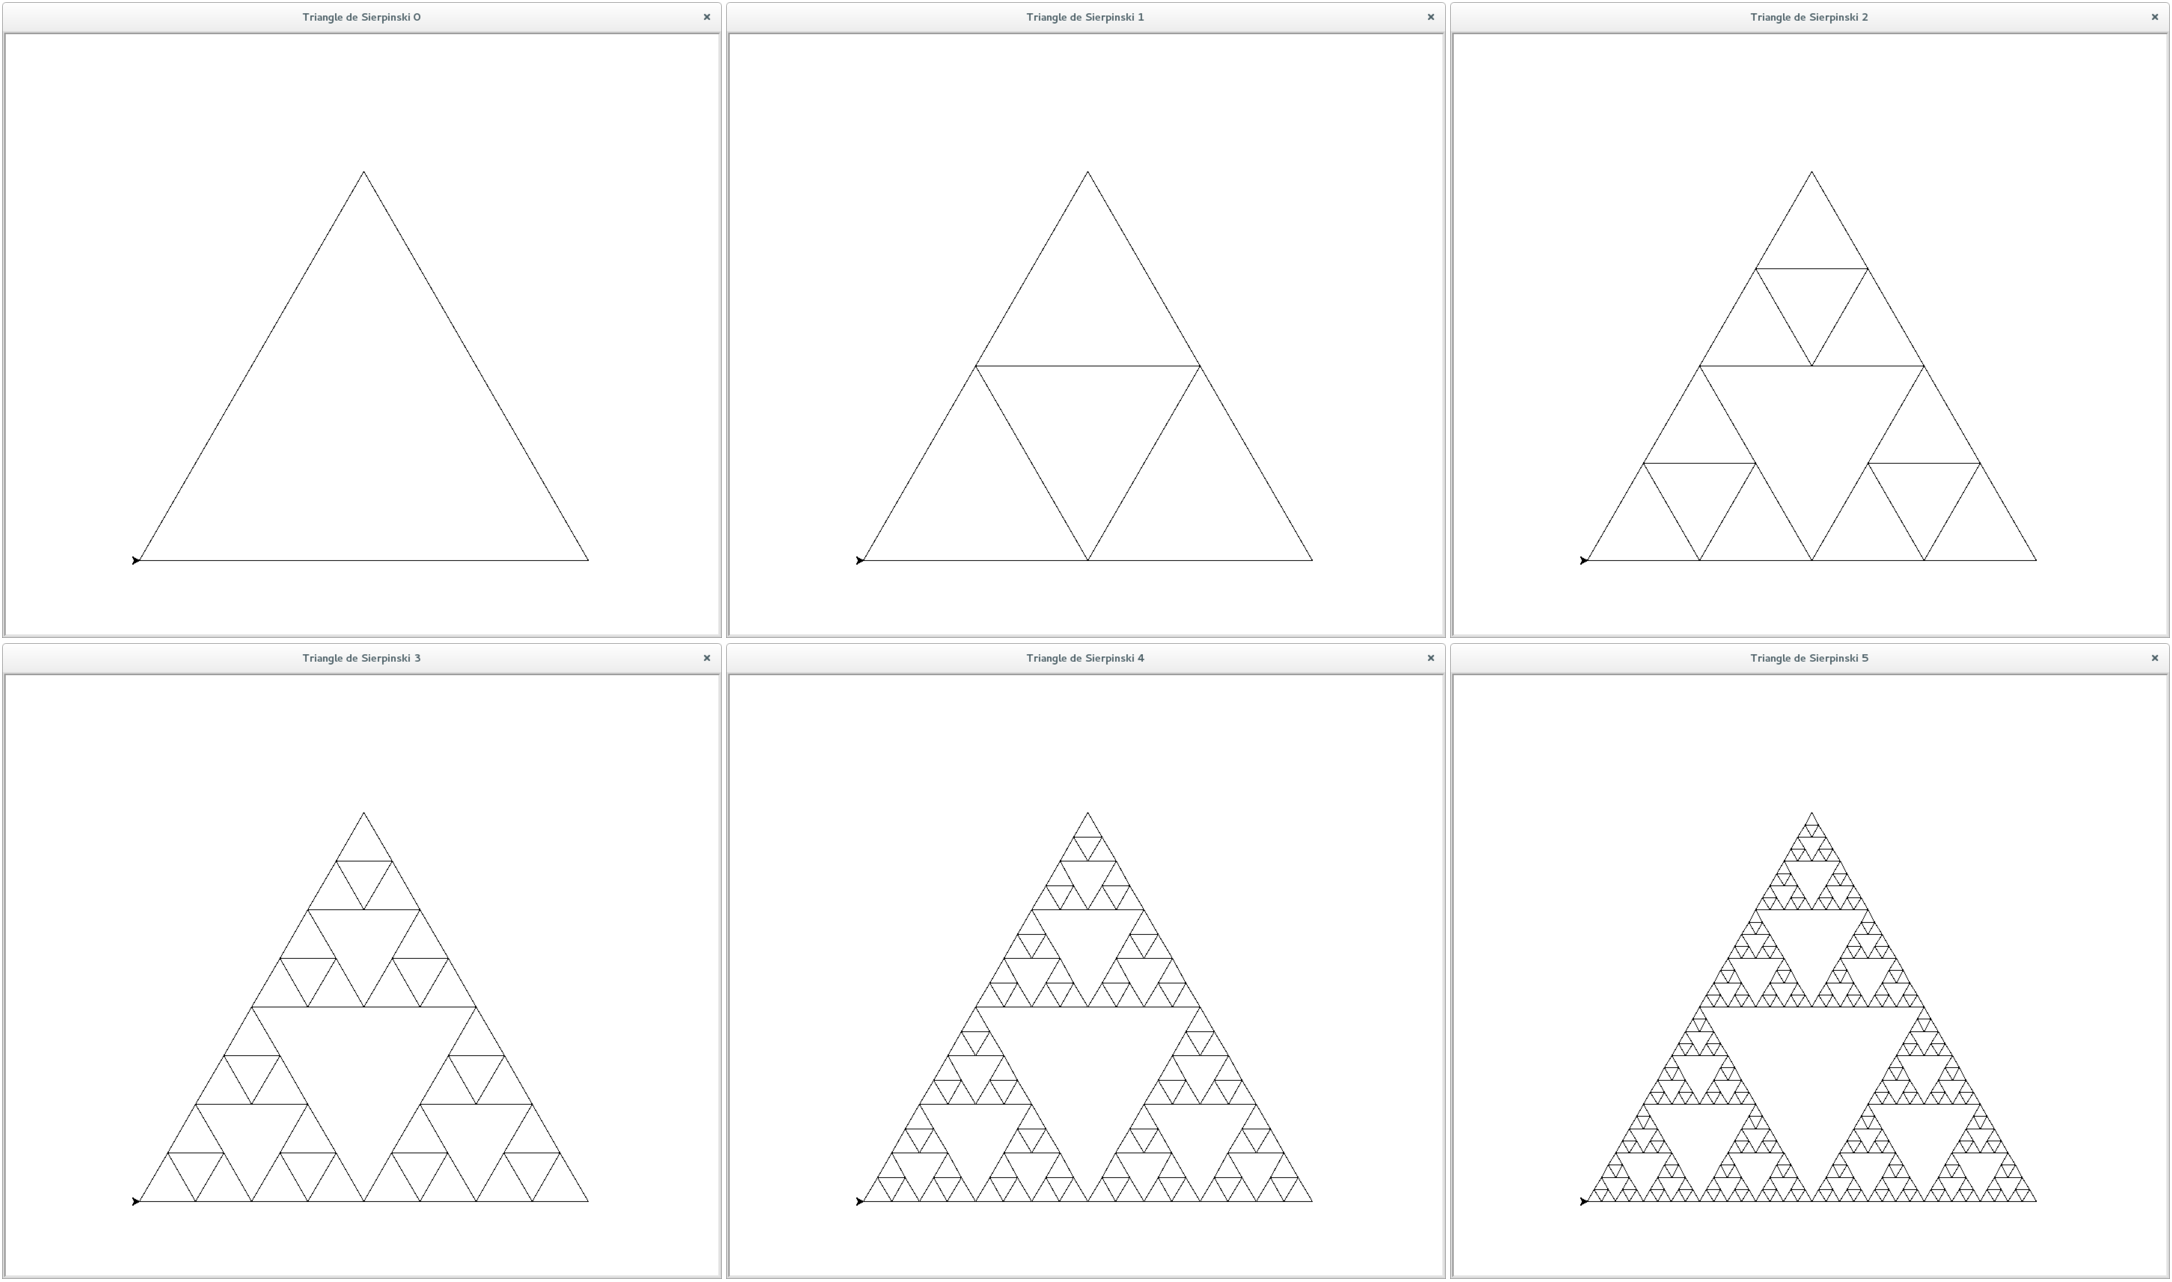 Triangle de Sierpinski 0
Triangle de Sierpinski 1
Triangle de Sierpinski 2
Triangle de Sierpinski 3
Triangle de Sierpinski 4
Triangle de Sierpinski 5